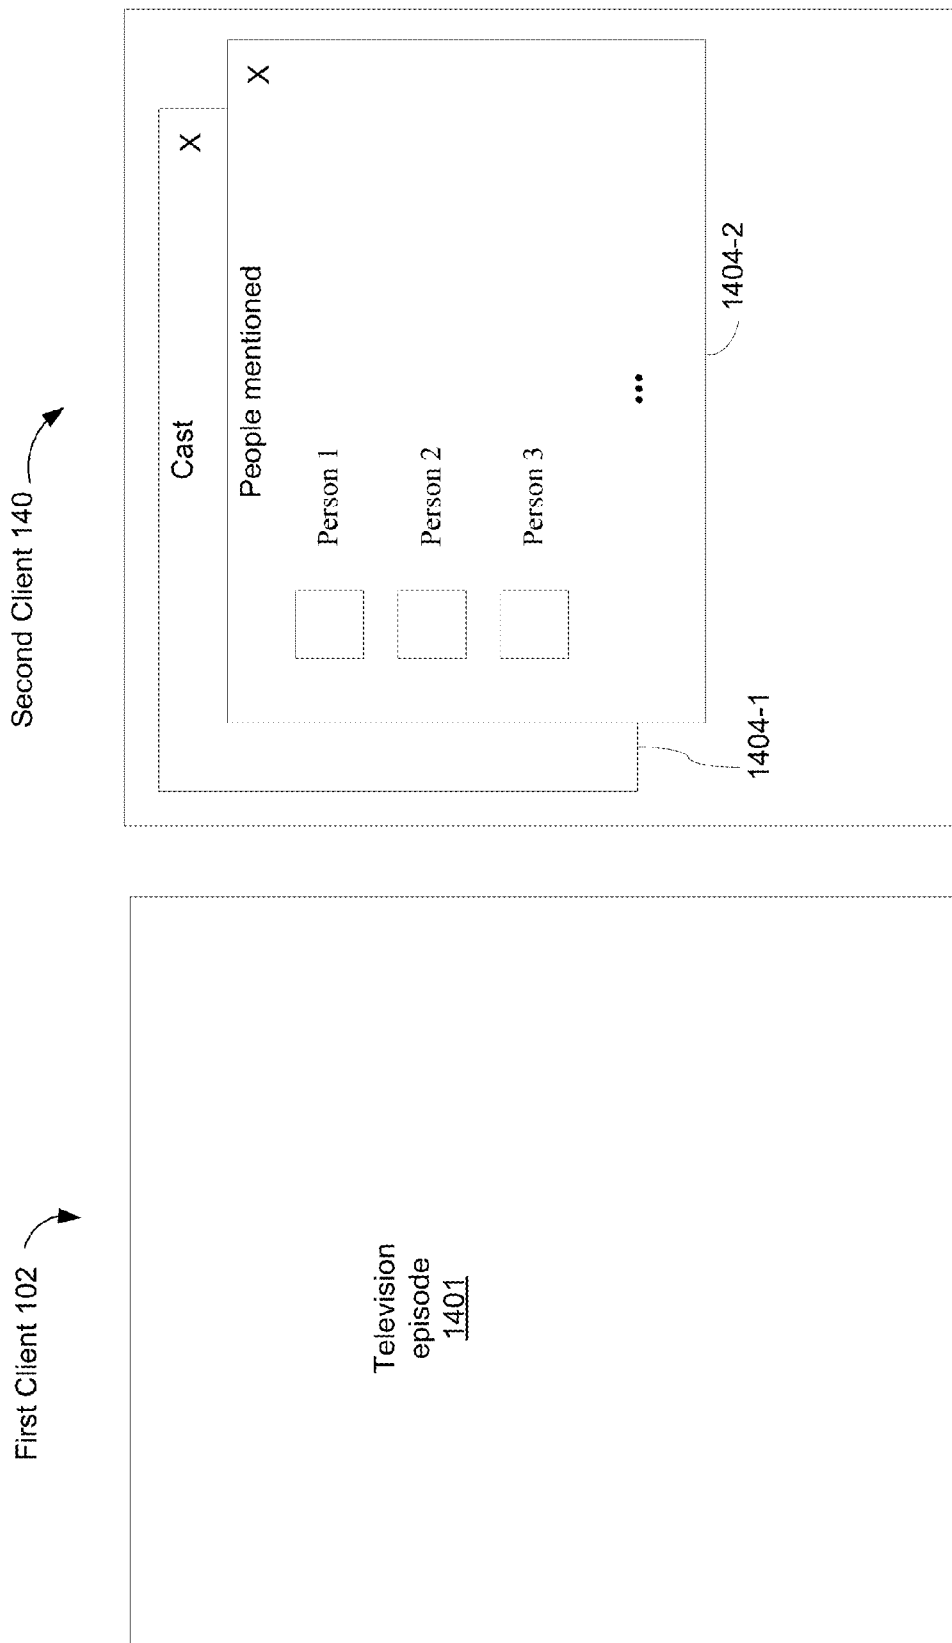 First Client 102
Television
episode
1401
Second Client 140
Cast
X
People mentioned
X
Person 1
Person 2
Person 3
...
1404-1
1404-2